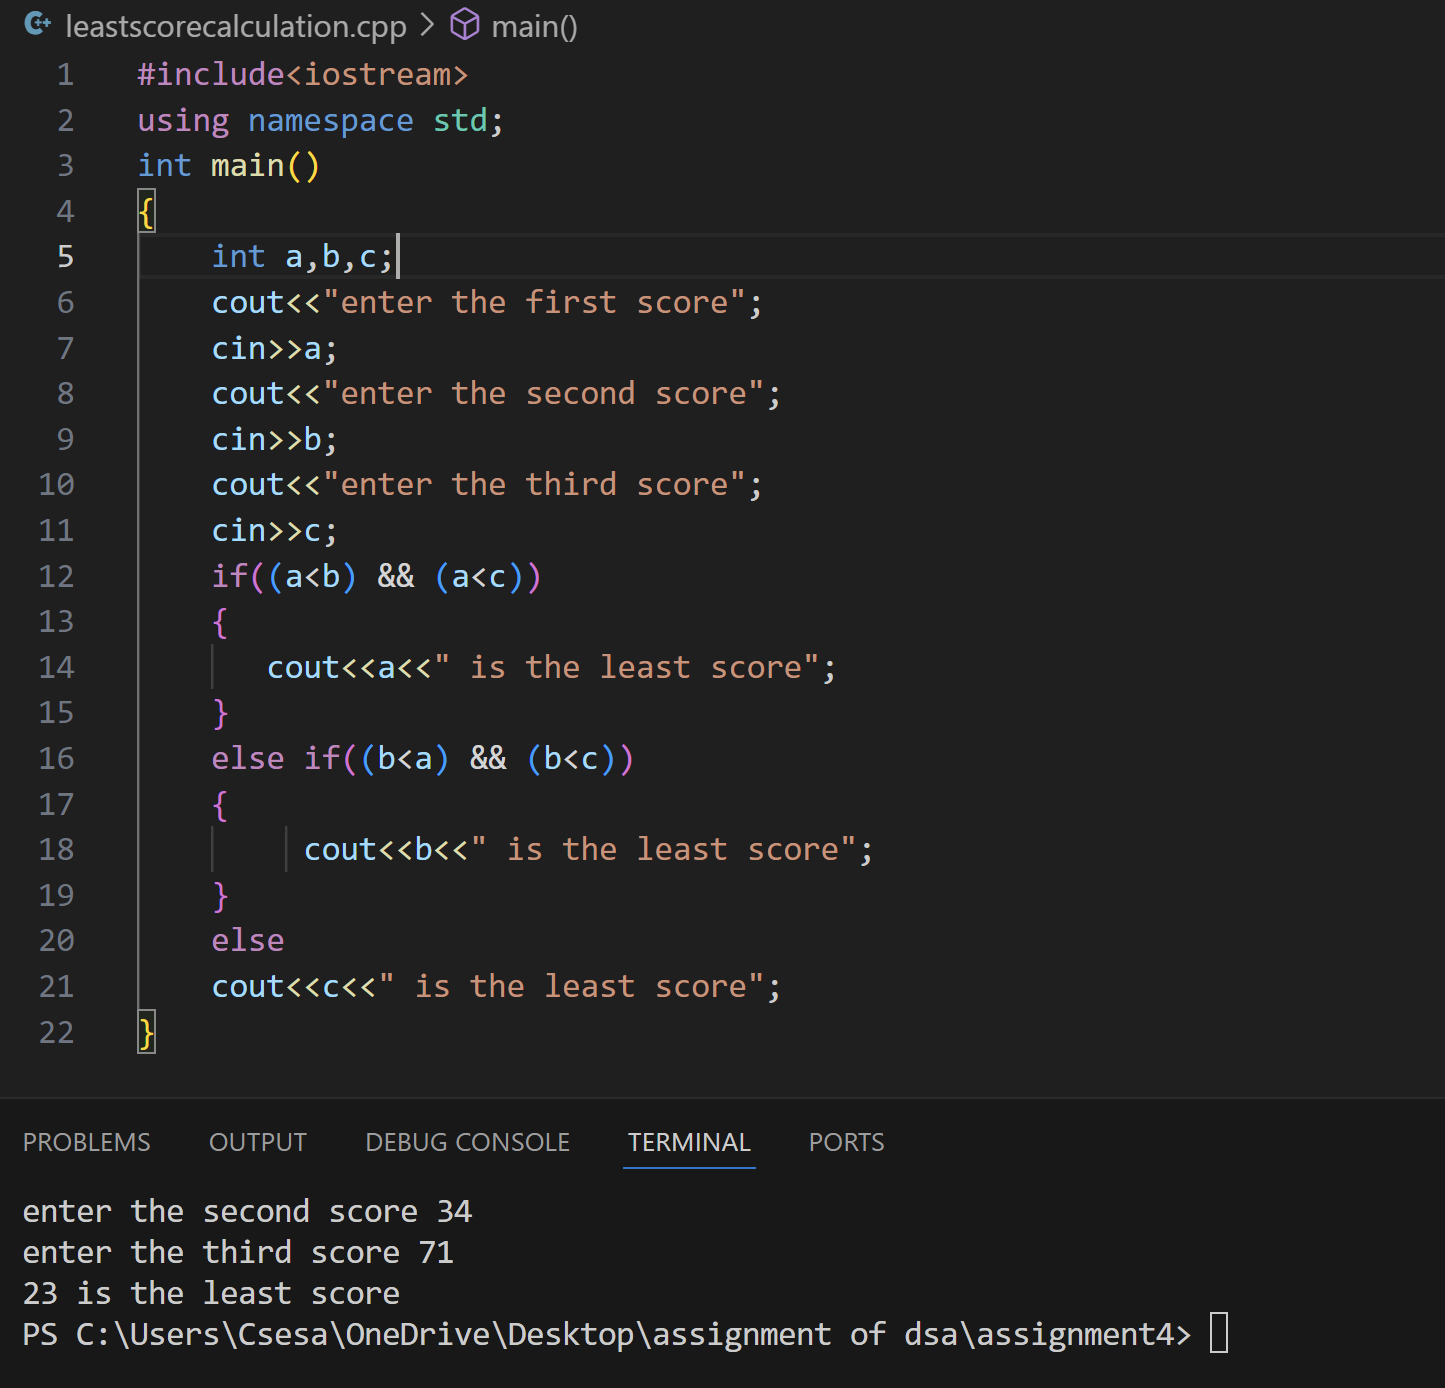 leastscorecalculation.cpp > main()
1 #include<iostream>
2 using namespace std;
3 int main()
4 {
5     int a,b,c;
6     cout<<"enter the first score";
7     cin>>a;
8     cout<<"enter the second score";
9     cin>>b;
10     cout<<"enter the third score";
11     cin>>c;
12     if((a<b) && (a<c))
13     {
14        cout<<a<<" is the least score";
15     }
16     else if((b<a) && (b<c))
17     {
18          cout<<b<<" is the least score";
19     }
20     else
21     cout<<c<<" is the least score";
22 }
PROBLEMS OUTPUT DEBUG CONSOLE TERMINAL PORTS
enter the second score 34
enter the third score 71
23 is the least score
PS C:\Users\Csesa\OneDrive\Desktop\assignment of dsa\assignment4>